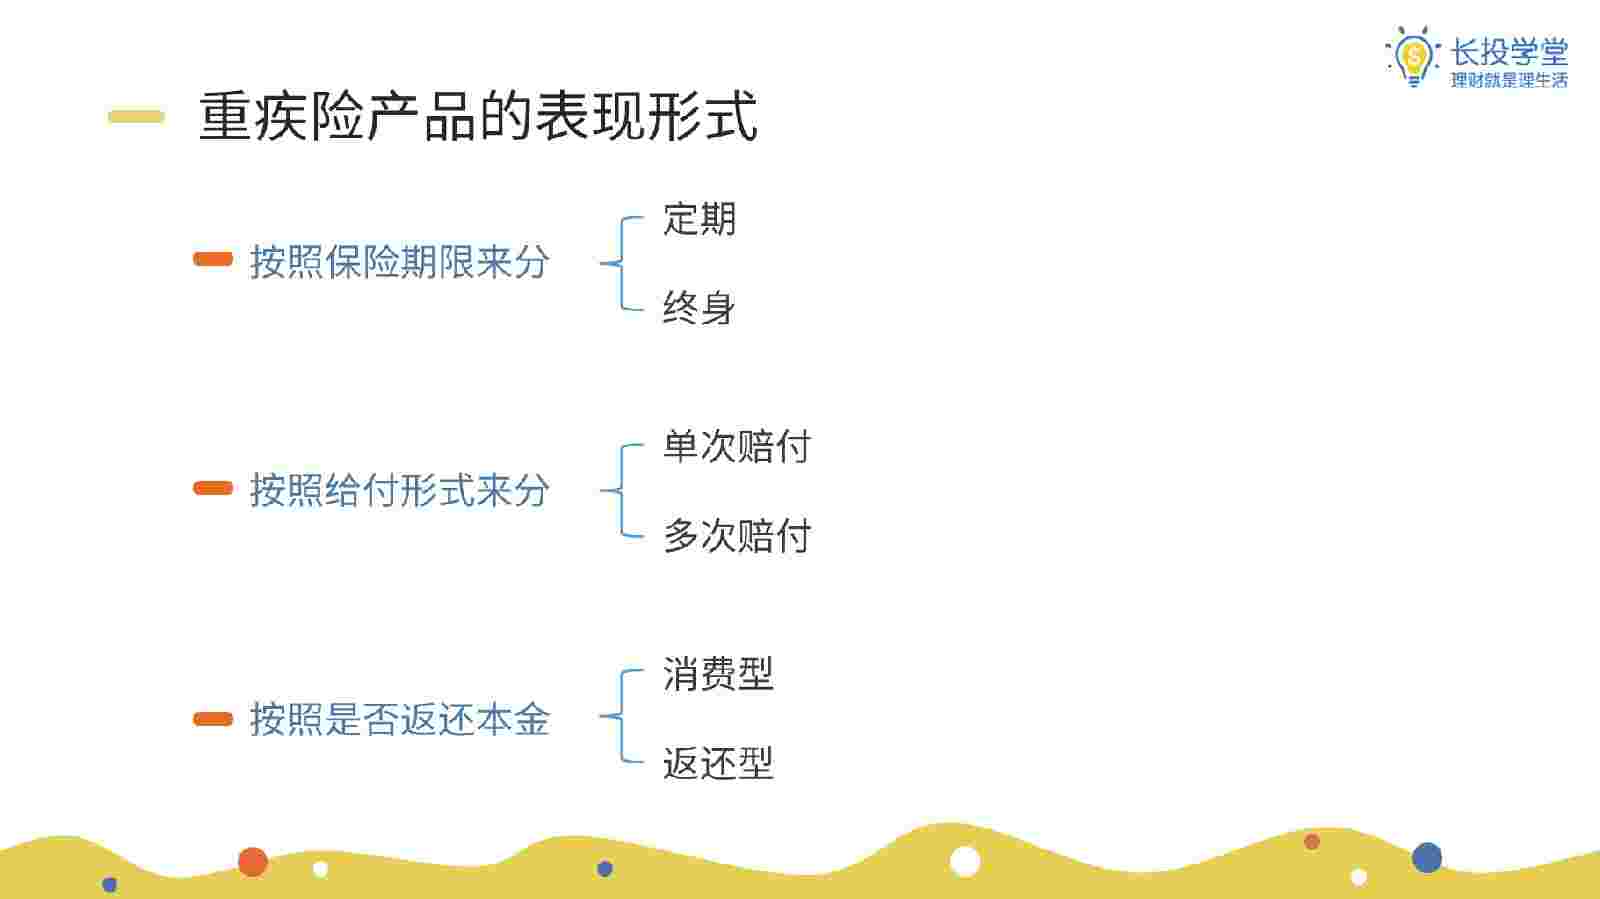 长投学堂
理财就是理生活
重疾险产品的表现形式
按照保险期限来分
定期
终身
按照给付形式来分
单次赔付
多次赔付
按照是否返还本金
消费型
返还型